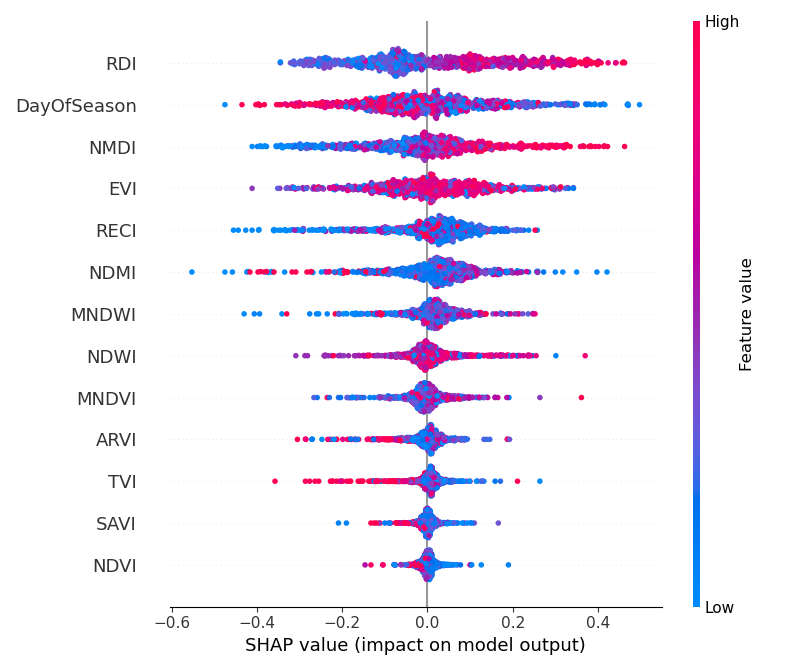 High
RDI
DayOfSeason
NMDI
EVI
RECI
NDMI
MNDWI
NDWI
MNDVI
ARVI
TVI
SAVI
NDVI
Feature value
Low
−0.6 −0.4 −0.2 0.0 0.2 0.4
SHAP value (impact on model output)